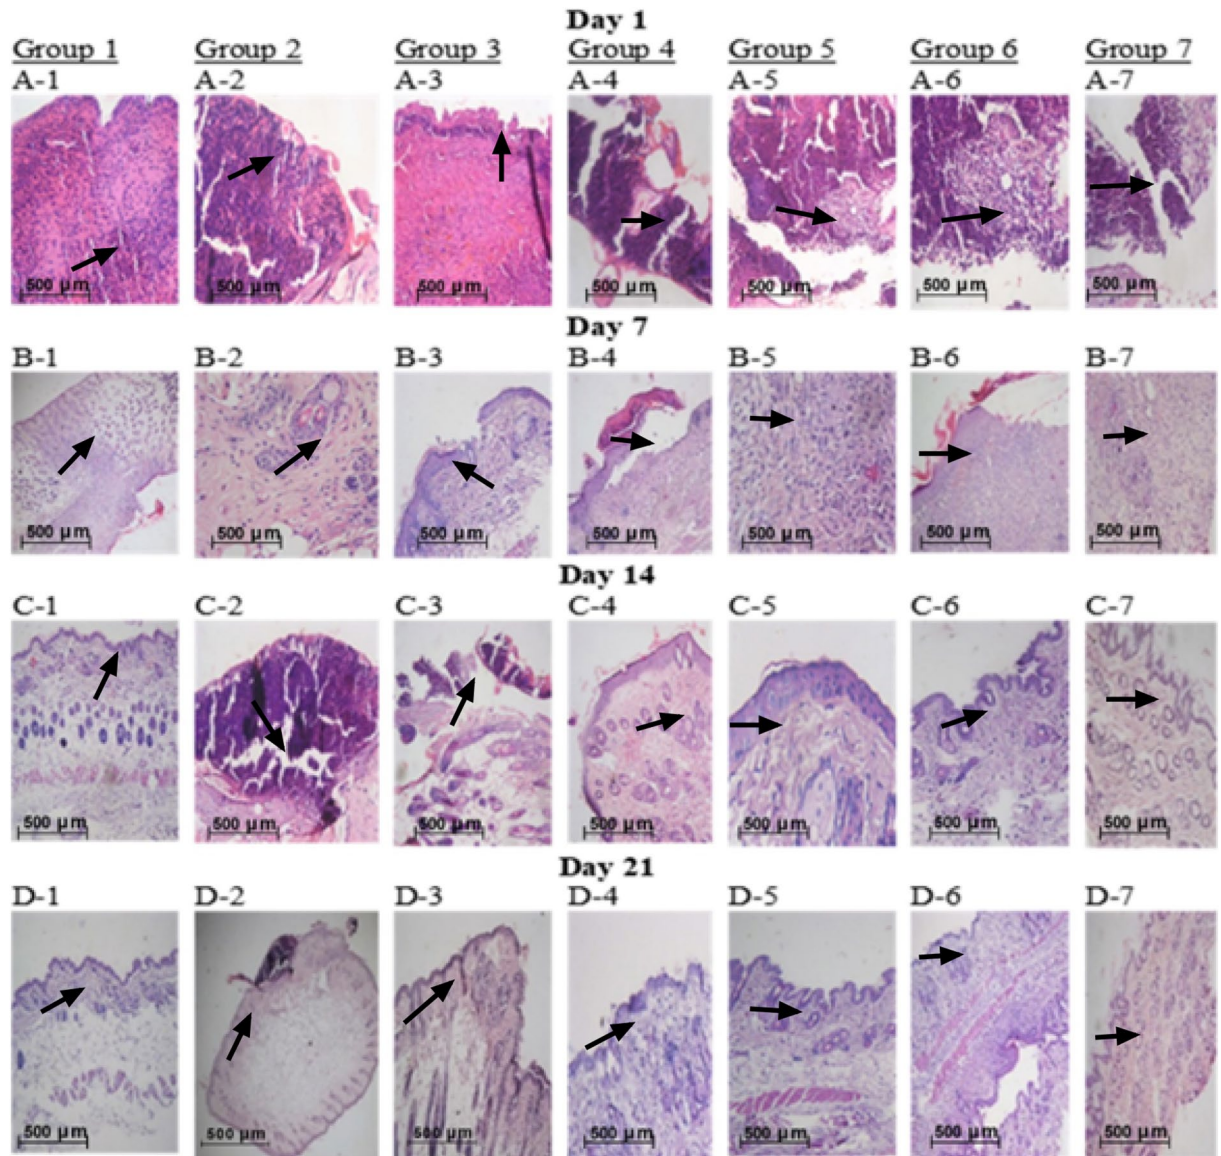 Day 1
Group 1 Group 2 Group 3 Group 4 Group 5 Group 6 Group 7
A-1 A-2 A-3 A-4 A-5 A-6 A-7
500 µm 500 µm 500 µm 500 µm 500 µm 500 µm 500 µm
Day 7
B-1 B-2 B-3 B-4 B-5 B-6 B-7
500 µm 500 µm 500 µm 500 µm 500 µm 500 µm 500 µm
Day 14
C-1 C-2 C-3 C-4 C-5 C-6 C-7
500 µm 500 µm 500 µm 500 µm 500 µm 500 µm 500 µm
Day 21
D-1 D-2 D-3 D-4 D-5 D-6 D-7
500 µm 500 µm 500 µm 500 µm 500 µm 500 µm 500 µm